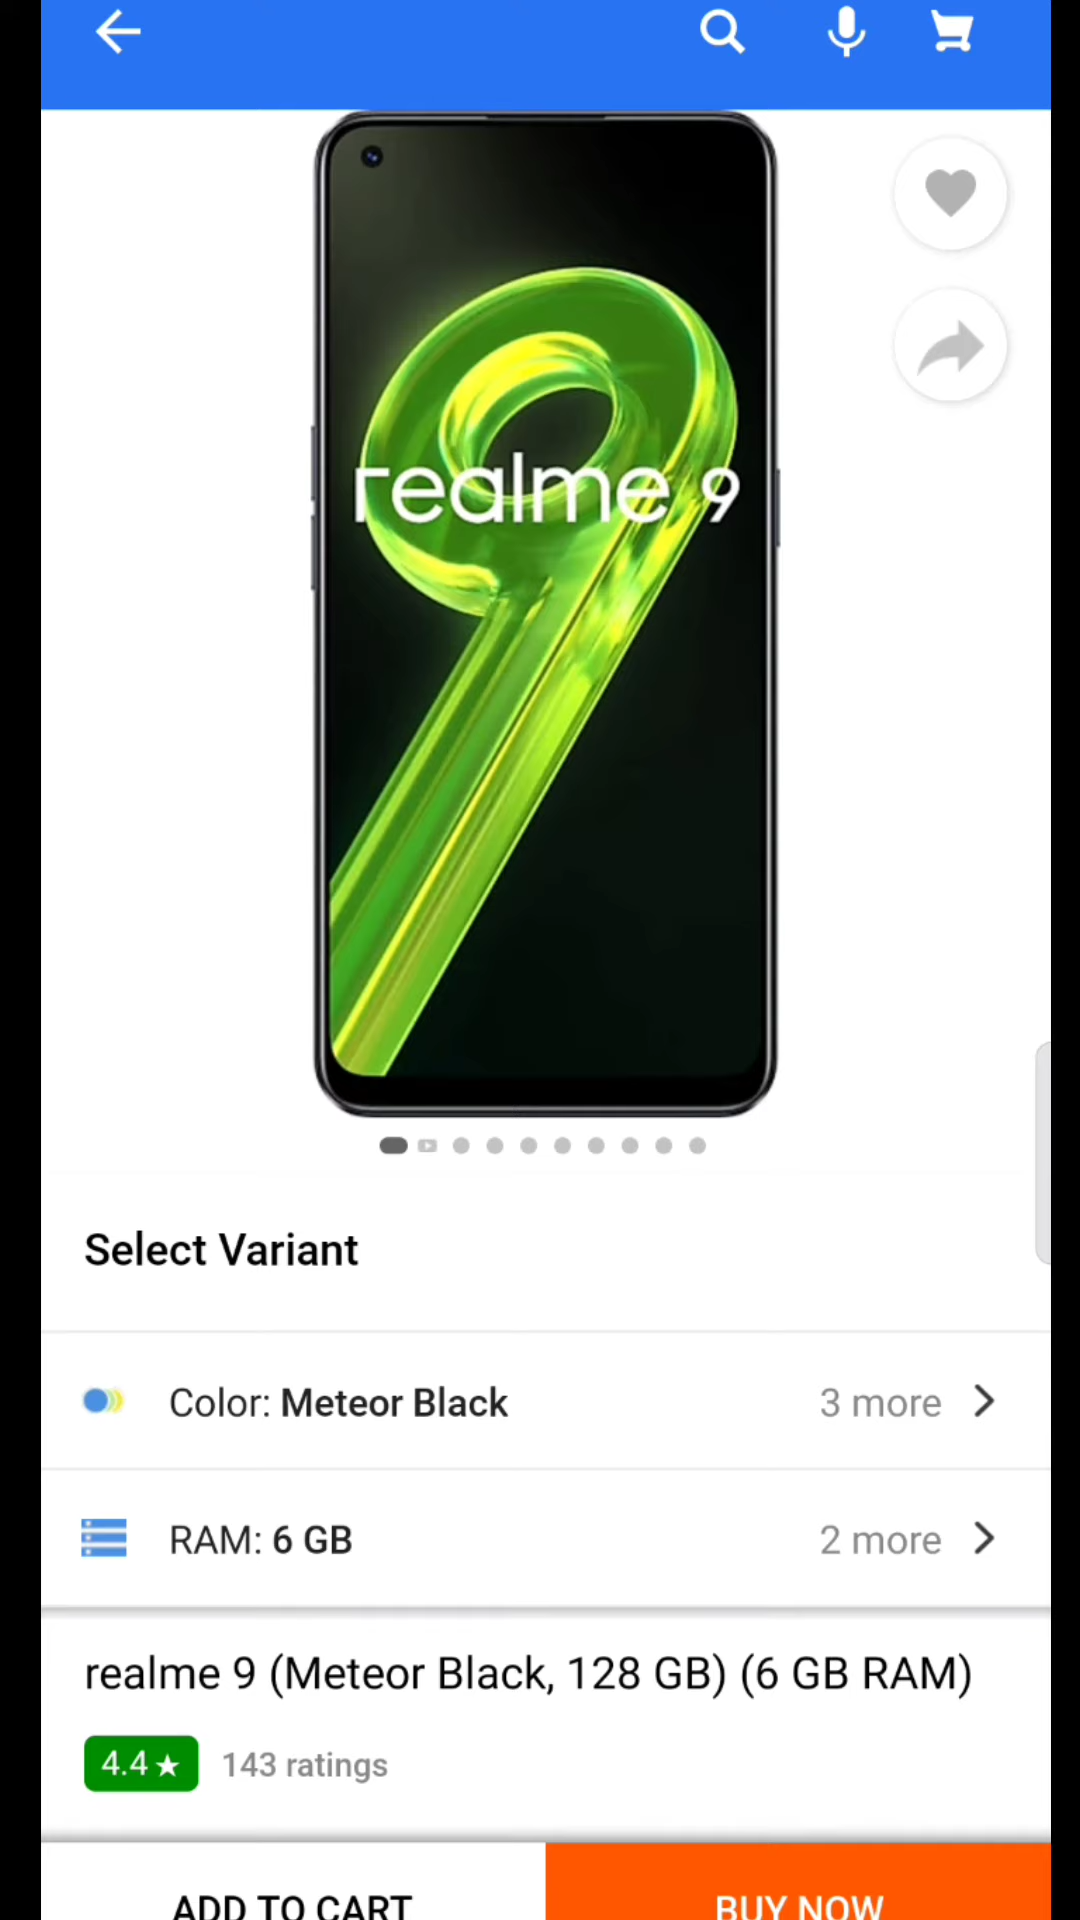 realme 9
Select Variant
Color: Meteor Black 3 more
RAM: 6 GB 2 more
realme 9 (Meteor Black, 128 GB) (6 GB RAM)
4.4★ 143 ratings
ADD TO CART BUY NOW